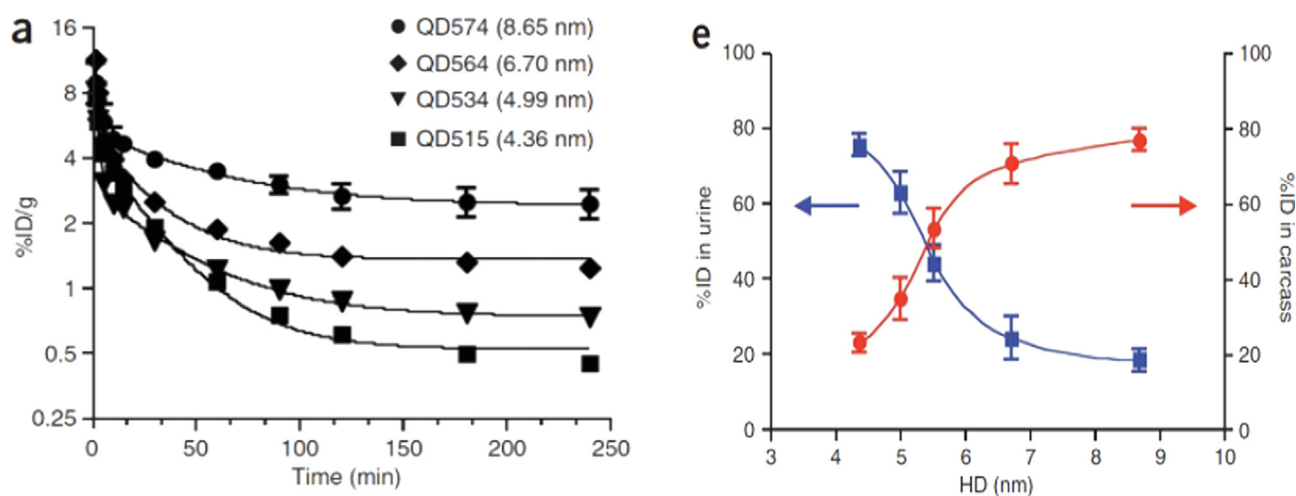 a
16
8
4
2
1
0.5
0.25
%ID/g
0 50 100 150 200 250
Time (min)
QD574 (8.65 nm)
QD564 (6.70 nm)
QD534 (4.99 nm)
QD515 (4.36 nm)
e
100
80
60
40
20
0
%ID in urine
3 4 5 6 7 8 9 10
HD (nm)
100
80
60
40
20
0
%ID in carcass